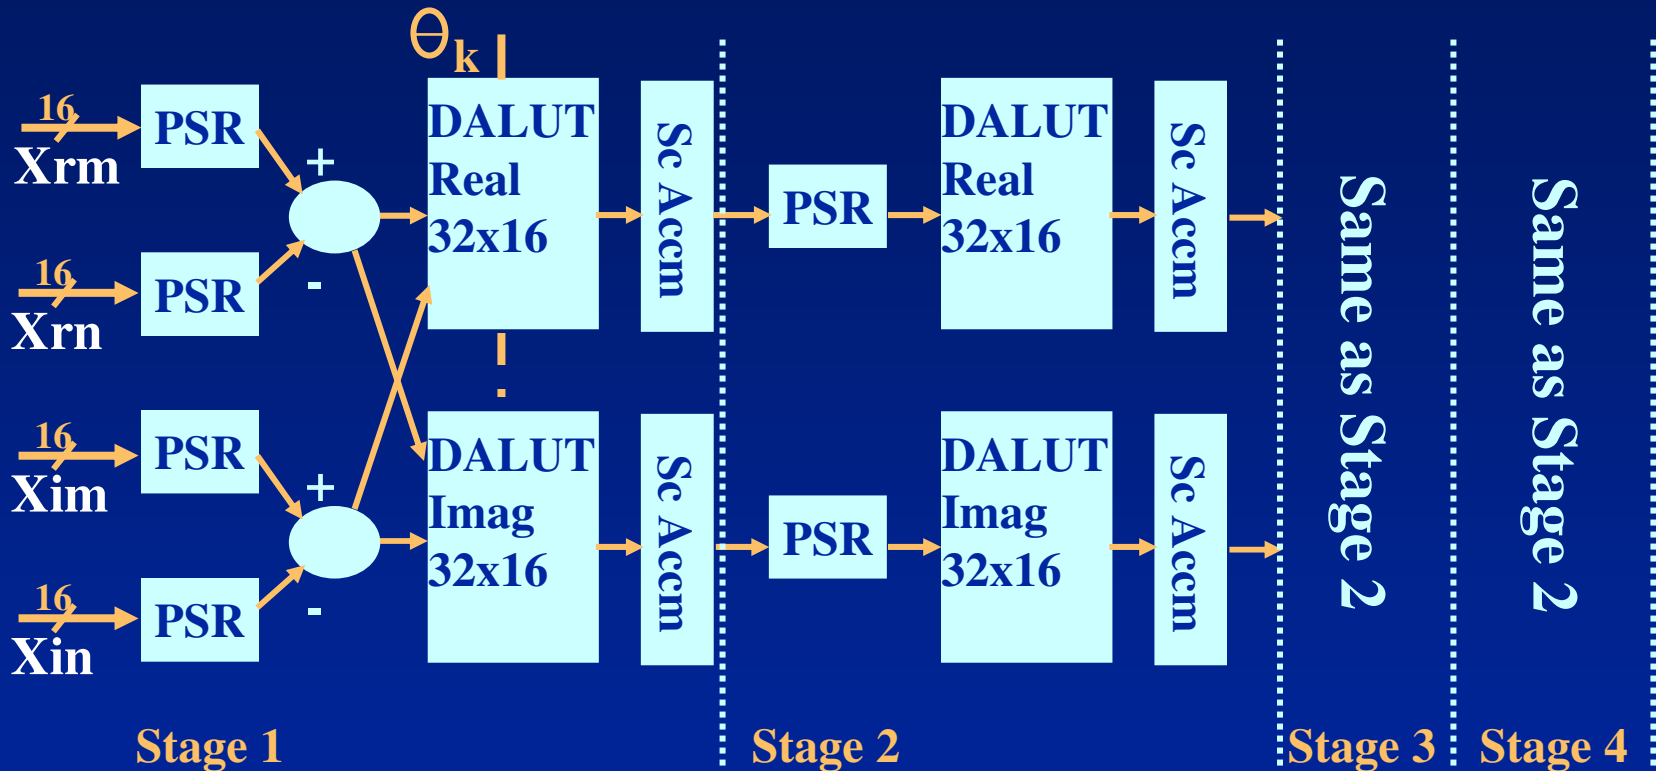 Θk
16
Xrm
PSR
+
-
16
Xrn
PSR
DALUT
Real
32x16
Sc Accm
PSR
DALUT
Real
32x16
Sc Accm
16
Xim
PSR
+
-
16
Xin
PSR
DALUT
Imag
32x16
Sc Accm
PSR
DALUT
Imag
32x16
Sc Accm
Same as Stage 2
Same as Stage 2
Stage 1
Stage 2
Stage 3
Stage 4